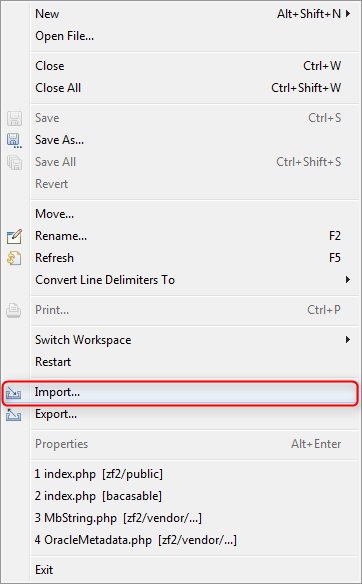 New Alt+Shift+N
Open File...
Close Ctrl+W
Close All Ctrl+Shift+W
Save Ctrl+S
Save As...
Save All Ctrl+Shift+S
Revert
Move...
Rename... F2
Refresh F5
Convert Line Delimiters To
Print... Ctrl+P
Switch Workspace
Restart
Import...
Export...
Properties Alt+Enter
1 index.php [zf2/public]
2 index.php [bacasable]
3 MbString.php [zf2/vendor/...]
4 OracleMetadata.php [zf2/vendor/...]
Exit